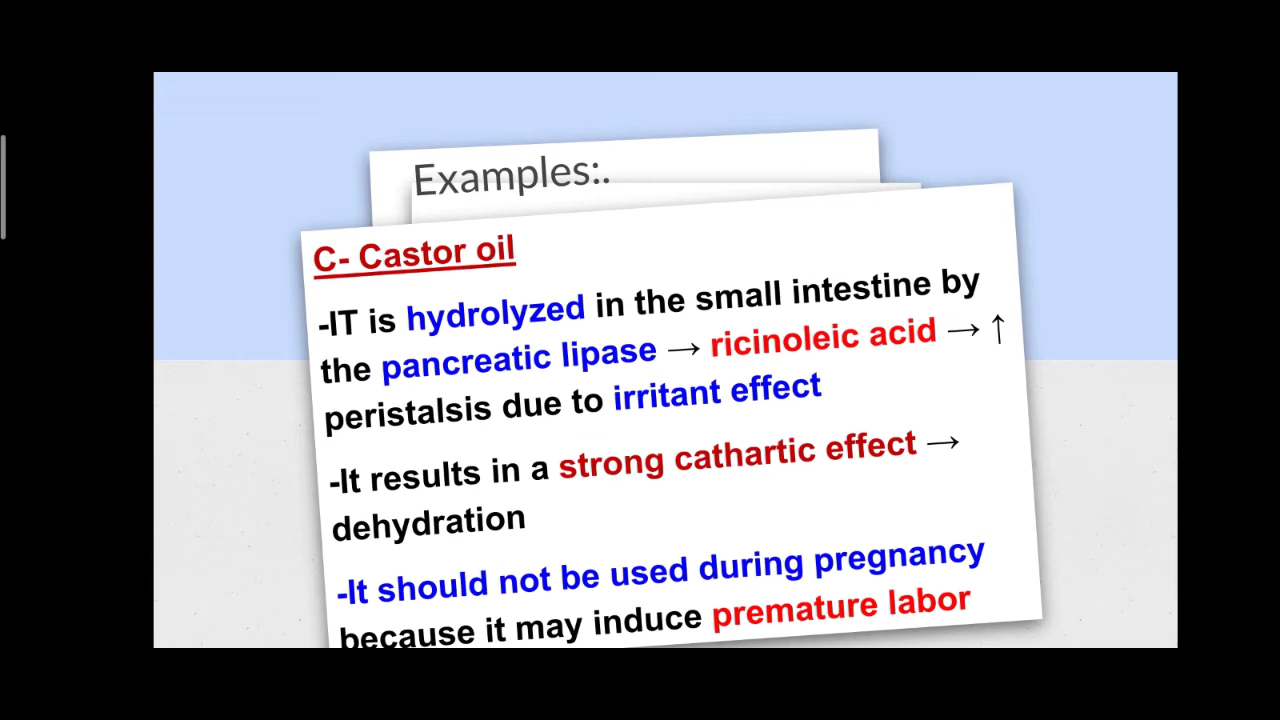 Examples:.
C- Castor oil
-IT is hydrolyzed in the small intestine by
the pancreatic lipase → ricinoleic acid → ↑
peristalsis due to irritant effect
-It results in a strong cathartic effect →
dehydration
-It should not be used during pregnancy
because it may induce premature labor